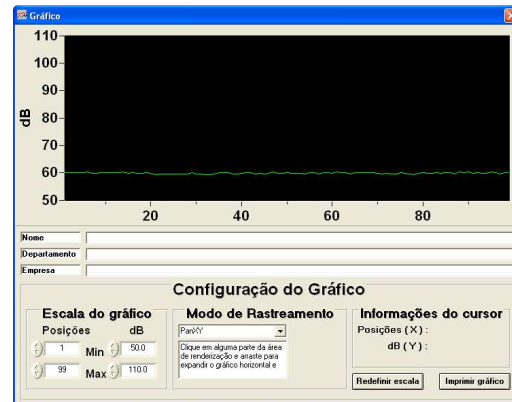 Gráfico
110
100
90
80
70
60
50
dB
20 40 60 80
Nome
Departamento
Empresa
Configuração do Gráfico
Escala do gráfico
Posições dB
1 Min 50.0
99 Max 110.0
Modo de Rastreamento
PanXY
Clique em alguma parte da área
de renderização e arraste para
expandir o gráfico horizontal e
Informações do cursor
Posições ( X ) :
dB ( Y ) :
Redefinir escala Imprimir gráfico